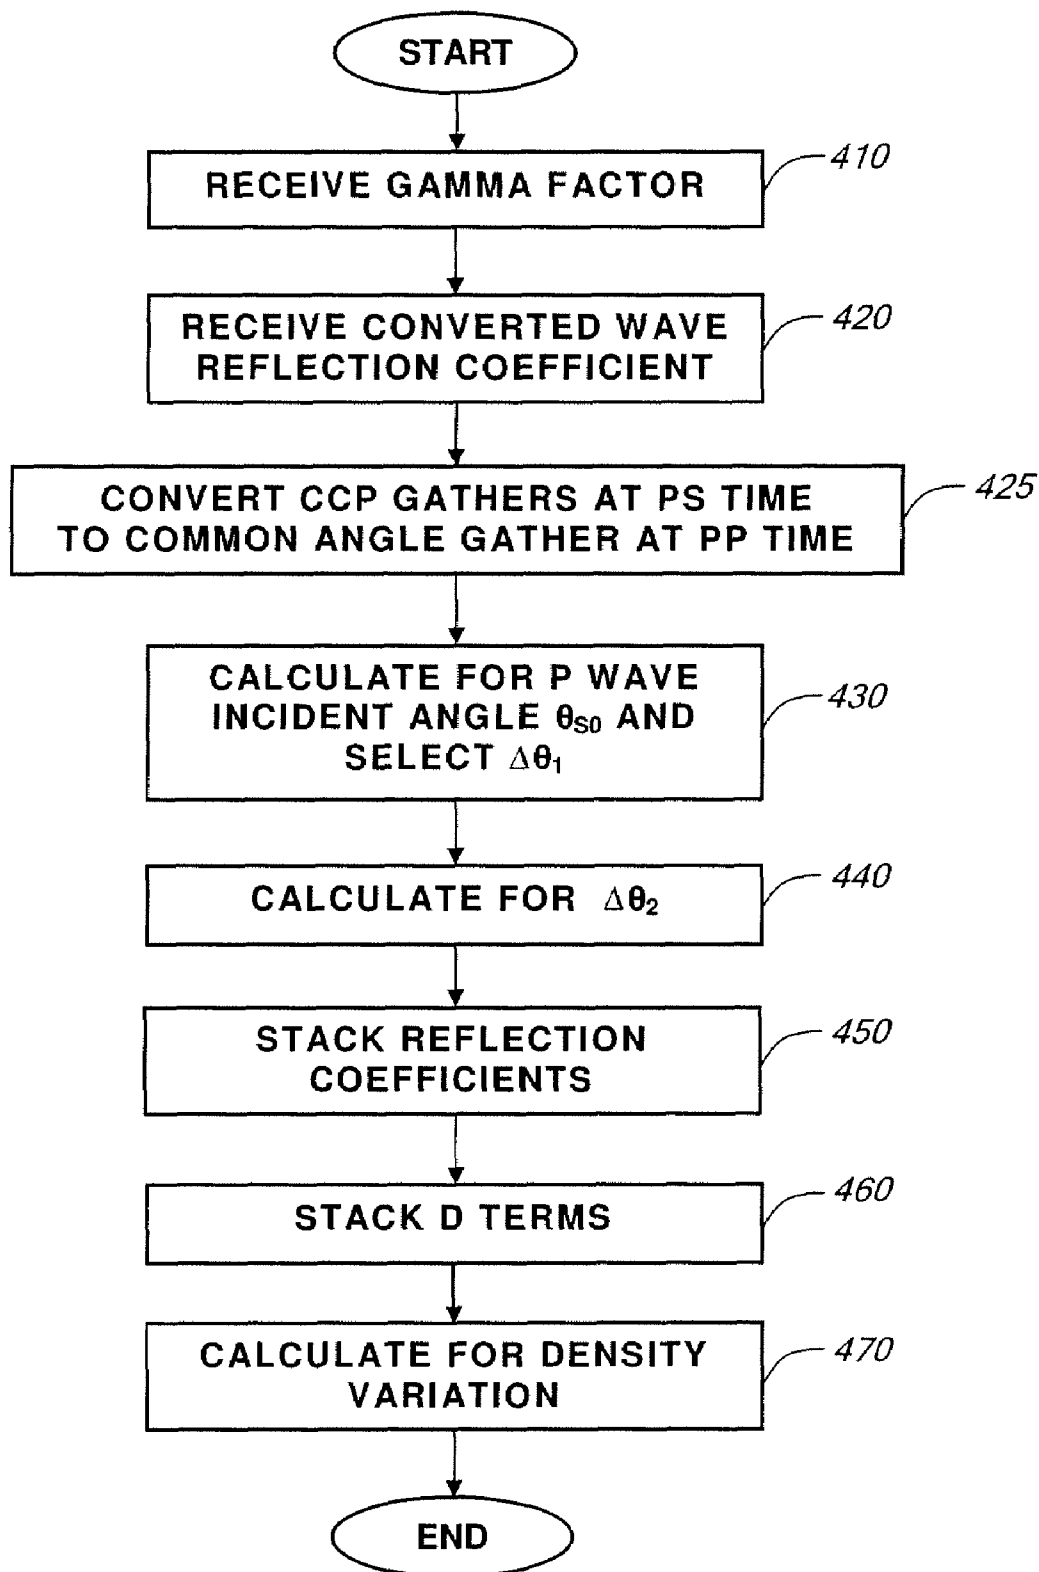 START
RECEIVE GAMMA FACTOR
410
RECEIVE CONVERTED WAVE
REFLECTION COEFFICIENT
420
CONVERT CCP GATHERS AT PS TIME
TO COMMON ANGLE GATHER AT PP TIME
425
CALCULATE FOR P WAVE
INCIDENT ANGLE θS0 AND
SELECT Δθ1
430
CALCULATE FOR Δθ2
440
STACK REFLECTION
COEFFICIENTS
450
STACK D TERMS
460
CALCULATE FOR DENSITY
VARIATION
470
END